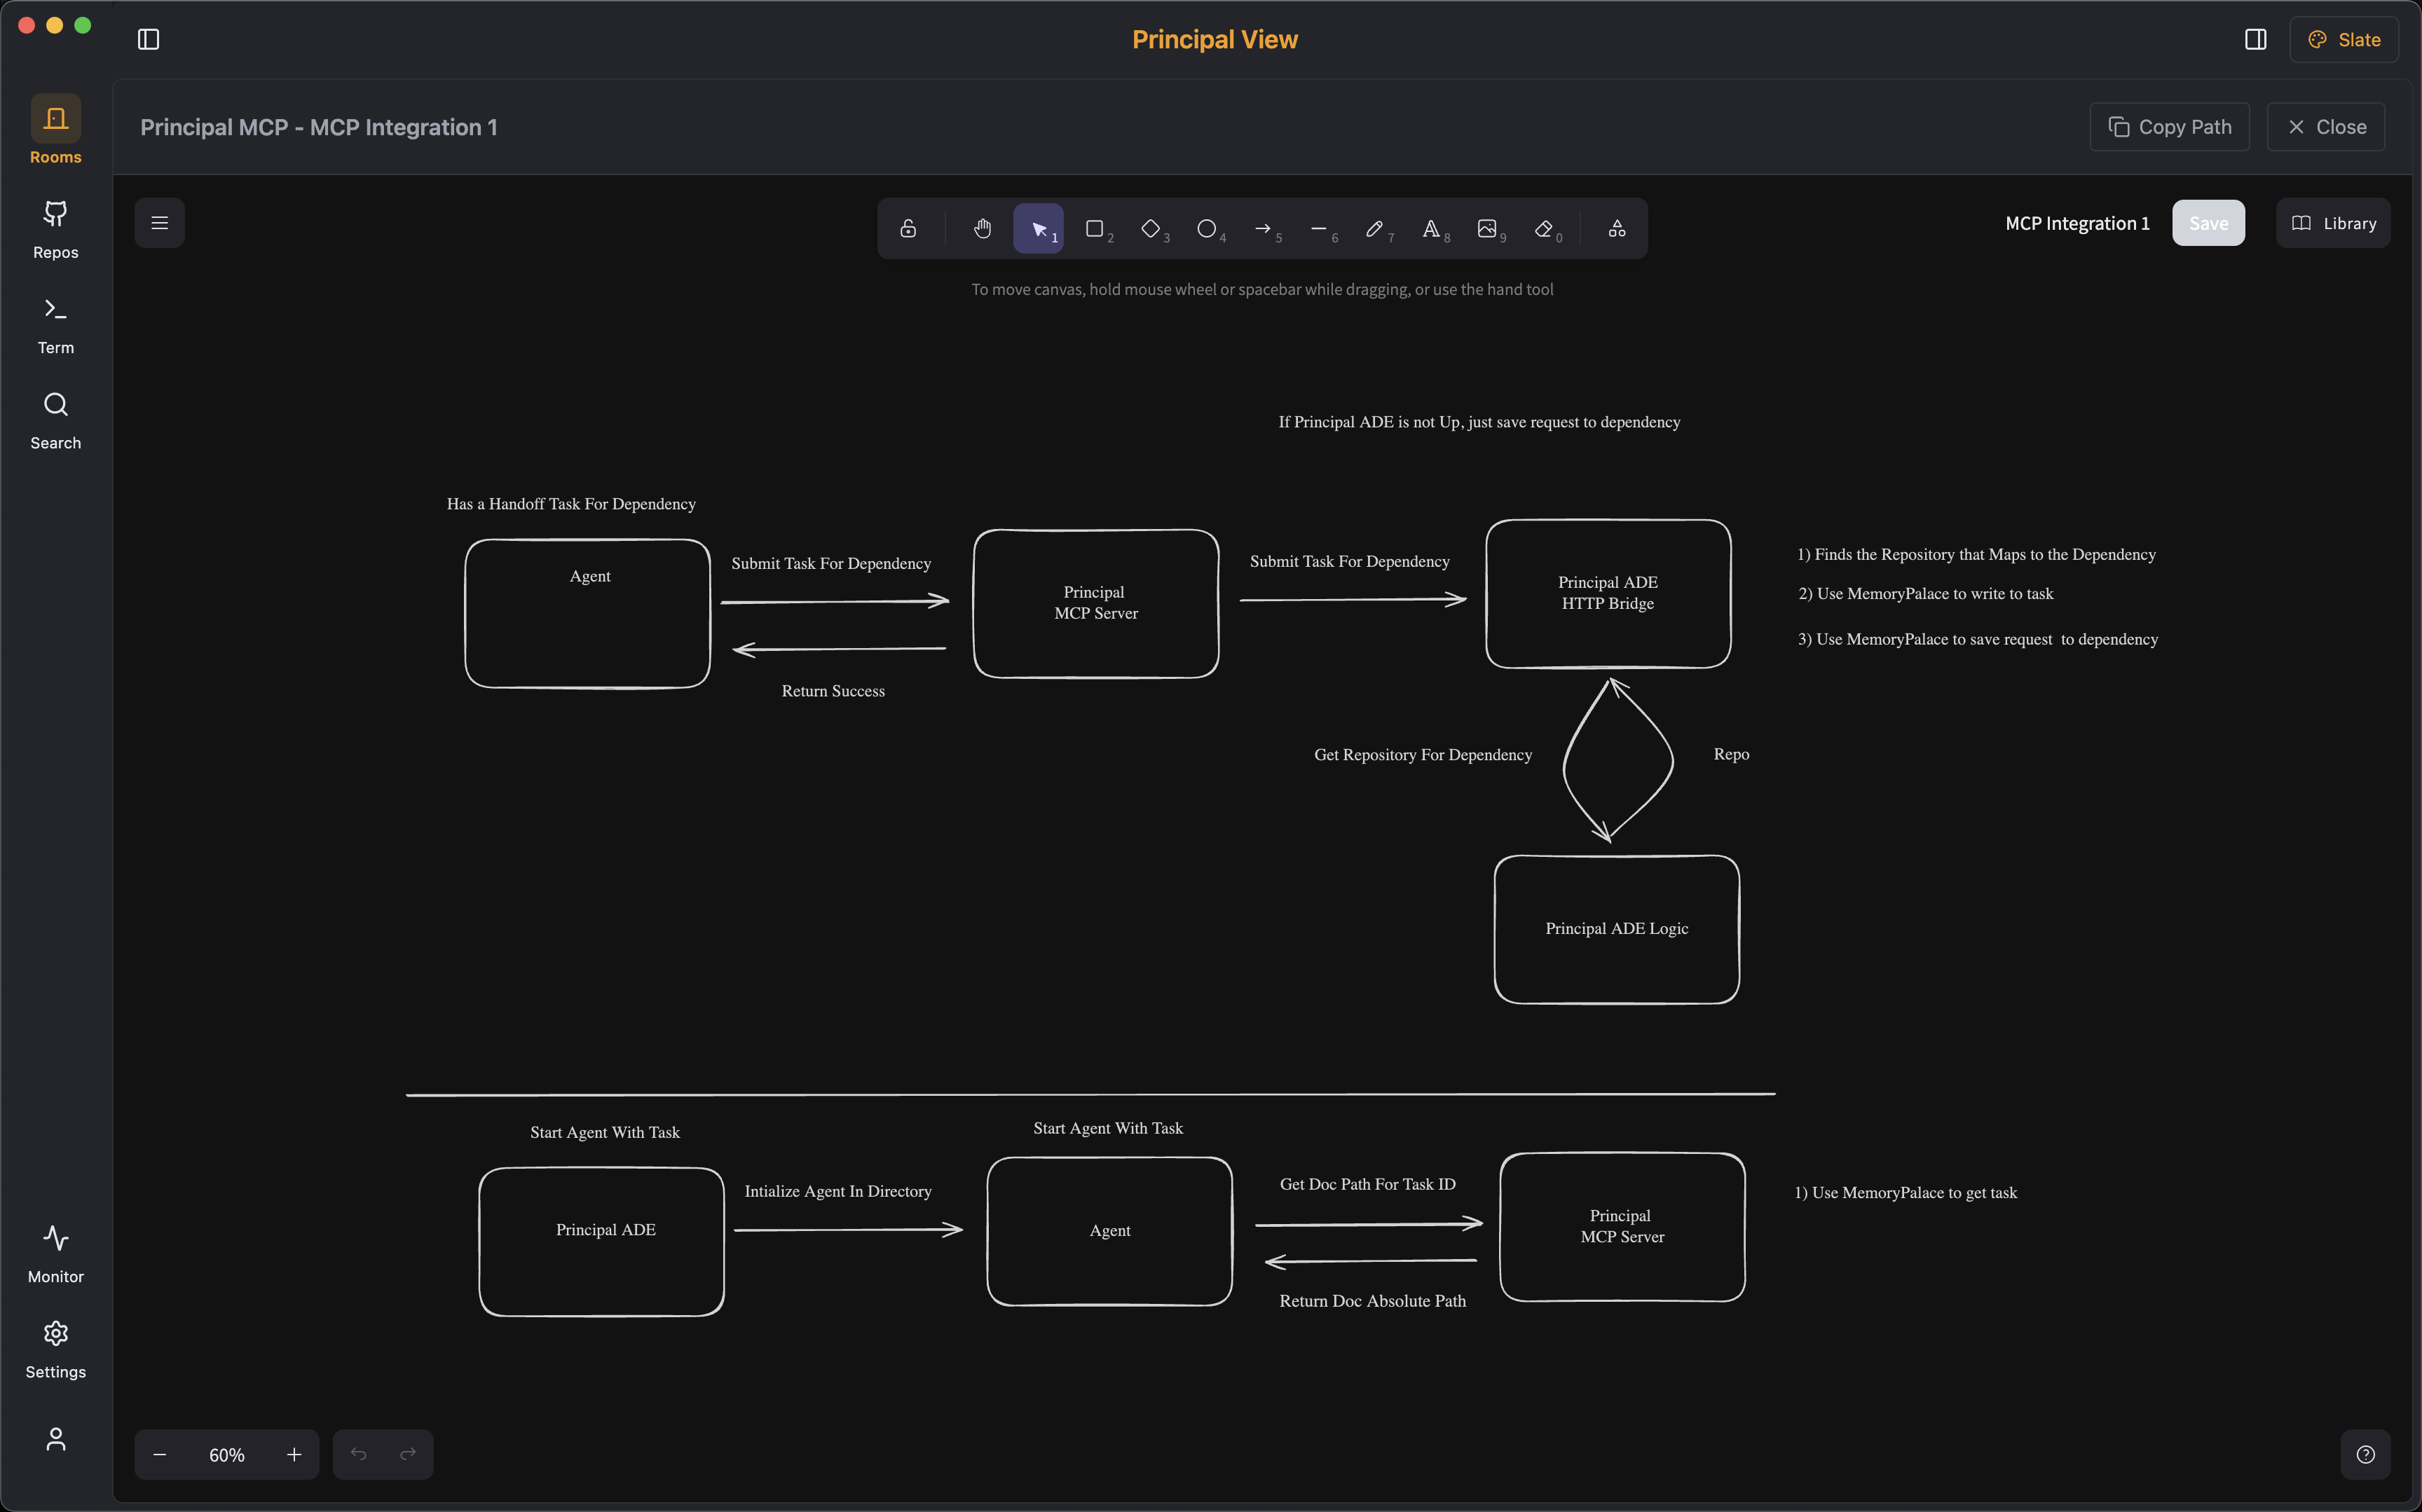 Principal View
Slate
Rooms
Repos
Term
Search
Monitor
Settings
Principal MCP - MCP Integration 1
Copy Path
Close
1
2
3
4
5
6
7
8
9
0
MCP Integration 1
Save
Library
To move canvas, hold mouse wheel or spacebar while dragging, or use the hand tool
If Principal ADE is not Up, just save request to dependency
Has a Handoff Task For Dependency
Agent
Submit Task For Dependency
Return Success
Principal
MCP Server
Submit Task For Dependency
Principal ADE
HTTP Bridge
1) Finds the Repository that Maps to the Dependency
2) Use MemoryPalace to write to task
3) Use MemoryPalace to save request  to dependency
Get Repository For Dependency
Repo
Principal ADE Logic
Start Agent With Task
Principal ADE
Intialize Agent In Directory
Start Agent With Task
Agent
Get Doc Path For Task ID
Return Doc Absolute Path
Principal
MCP Server
1) Use MemoryPalace to get task
60%